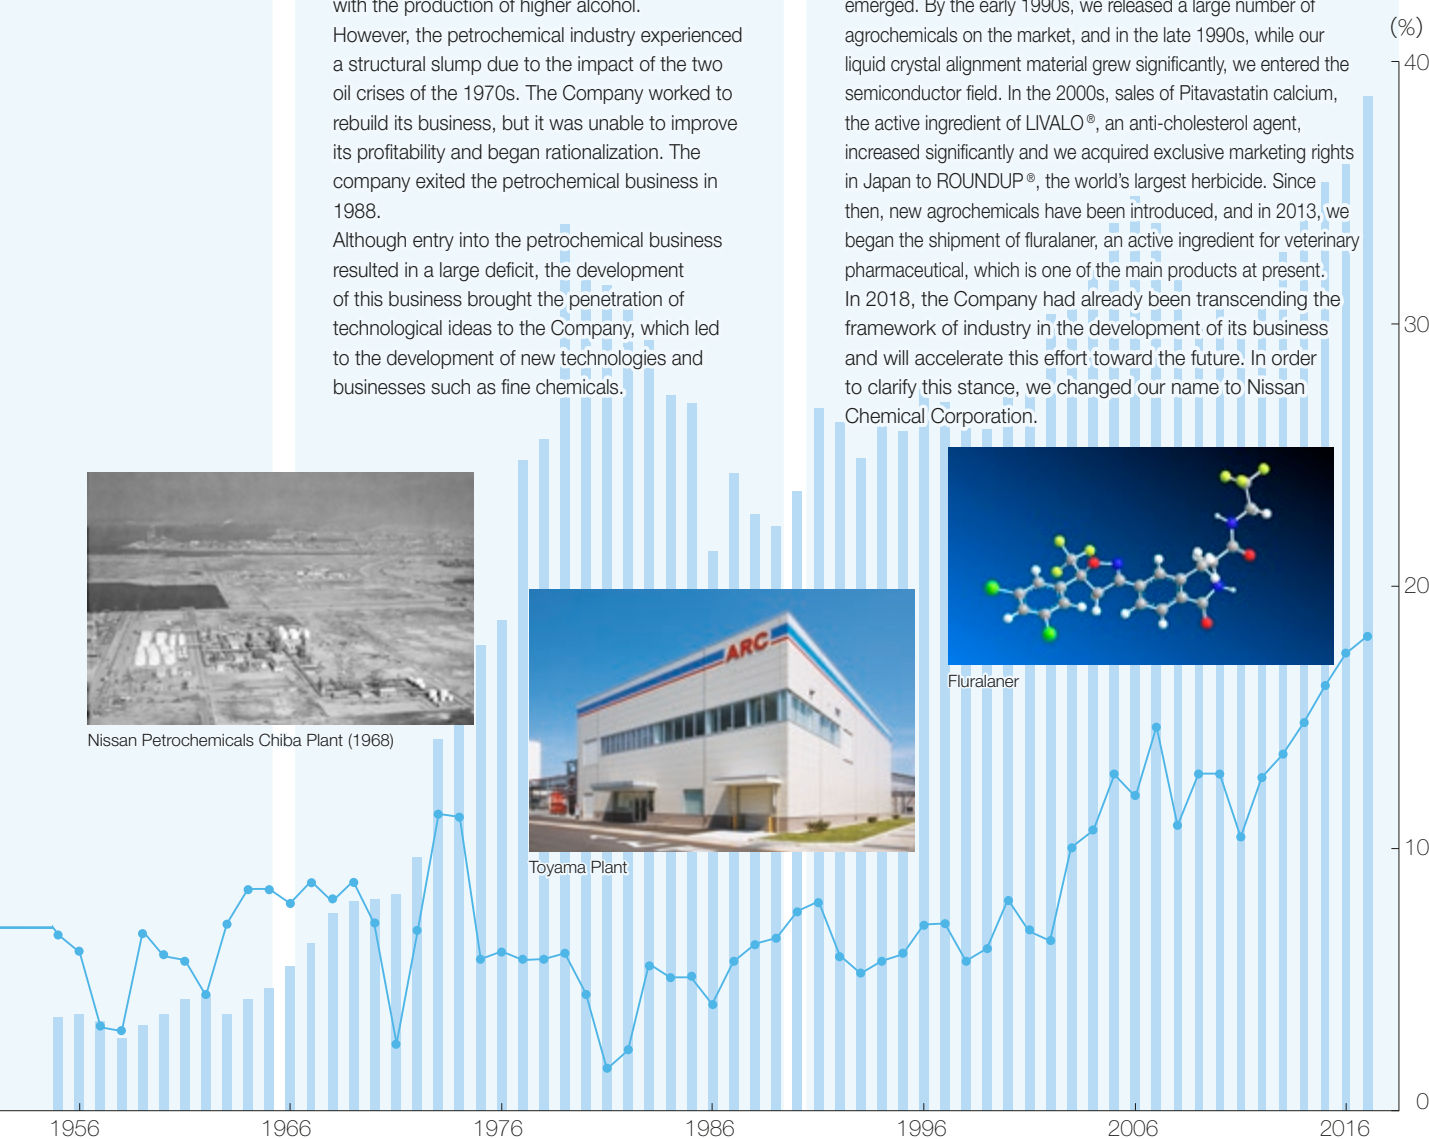 with the production of higher alcohol.
However, the petrochemical industry experienced
a structural slump due to the impact of the two
oil crises of the 1970s. The Company worked to
rebuild its business, but it was unable to improve
its profitability and began rationalization. The
company exited the petrochemical business in
1988.
Although entry into the petrochemical business
resulted in a large deficit, the development
of this business brought the penetration of
technological ideas to the Company, which led
to the development of new technologies and
businesses such as fine chemicals.
emerged. By the early 1990s, we released a large number of
agrochemicals on the market, and in the late 1990s, while our
liquid crystal alignment material grew significantly, we entered the
semiconductor field. In the 2000s, sales of Pitavastatin calcium,
the active ingredient of LIVALO®, an anti-cholesterol agent,
increased significantly and we acquired exclusive marketing rights
in Japan to ROUNDUP®, the world's largest herbicide. Since
then, new agrochemicals have been introduced, and in 2013, we
began the shipment of fluralaner, an active ingredient for veterinary
pharmaceutical, which is one of the main products at present.
In 2018, the Company had already been transcending the
framework of industry in the development of its business
and will accelerate this effort toward the future. In order
to clarify this stance, we changed our name to Nissan
Chemical Corporation.
(%)
40
30
20
10
0
Nissan Petrochemicals Chiba Plant (1968)
ARC
Toyama Plant
Fluralaner
1956
1966
1976
1986
1996
2006
2016